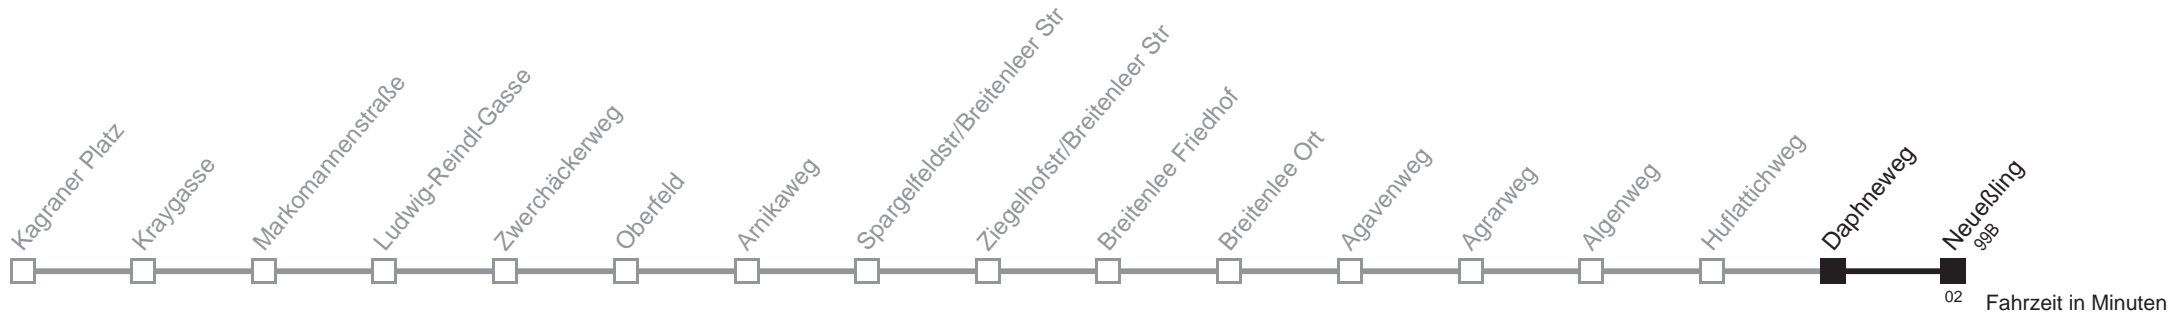 Kagraner Platz
Kraygasse
Markomannenstraße
Ludwig-Reindl-Gasse
Zwerchäckerweg
Oberfeld
Arnikaweg
Spargelfeldstr/Breitenleer Str
Ziegelhofstr/Breitenleer Str
Breitenlee Friedhof
Breitenlee Ort
Agavenweg
Agrarweg
Algenweg
Huflattichweg
Daphneweg
Neueßling
99B
02
Fahrzeit in Minuten